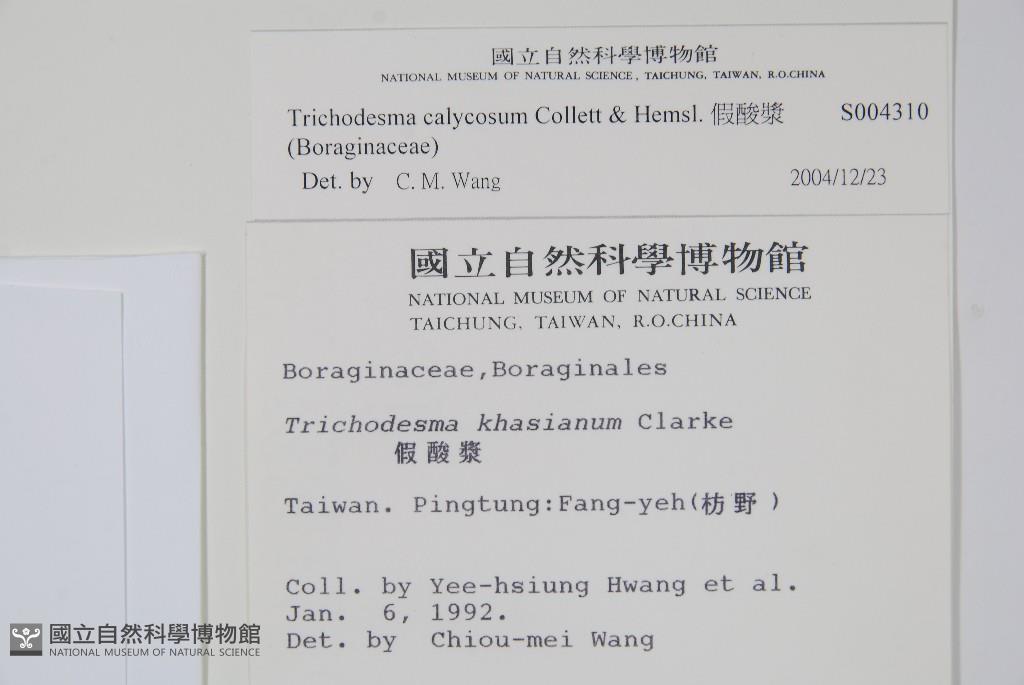 國立自然科學博物館
NATIONAL MUSEUM OF NATURAL SCIENCE, TAICHUNG, TAIWAN, R.O.CHINA
Trichodesma calycosum Collett & Hemsl. 假酸漿 S004310
(Boraginaceae)
Det. by C. M. Wang 2004/12/23
國立自然科學博物館
NATIONAL MUSEUM OF NATURAL SCIENCE
TAICHUNG, TAIWAN, R.O.CHINA
Boraginaceae,Boraginales
Trichodesma khasianum Clarke
假酸漿
Taiwan. Pingtung:Fang-yeh(枋野)
Coll. by Yee-hsiung Hwang et al.
Jan. 6, 1992.
Det. by Chiou-mei Wang
國立自然科學博物館
NATIONAL MUSEUM OF NATURAL SCIENCE